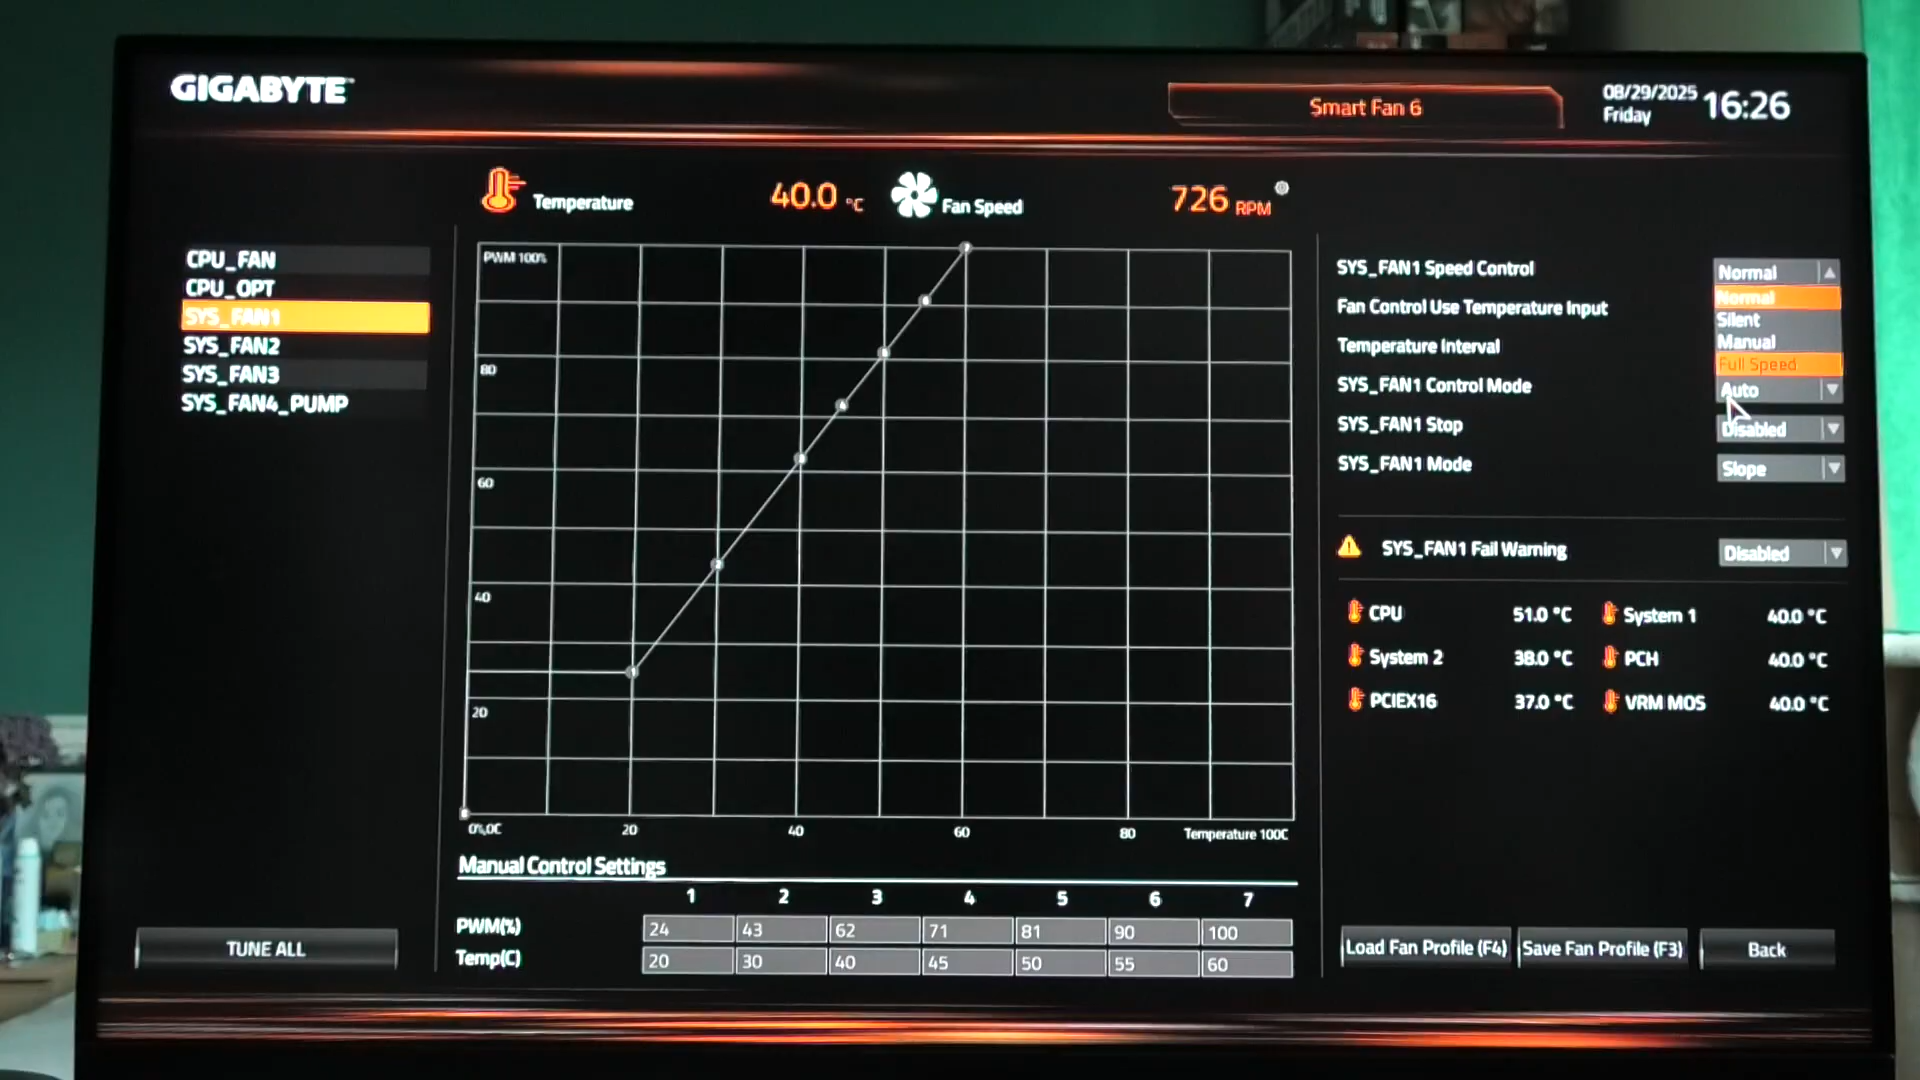 GIGABYTE
Smart Fan 6
08/29/2025
Friday
16:26
Temperature
40.0 °C
Fan Speed
726 RPM
CPU_FAN
CPU_OPT
SYS_FAN1
SYS_FAN2
SYS_FAN3
SYS_FAN4_PUMP
TUNE ALL
PWM 100%
80
60
40
20
0%,0C
20
40
60
80
Temperature 100C
Manual Control Settings
1 2 3 4 5 6 7
PWM(%) 24 43 62 71 81 90 100
Temp(C) 20 30 40 45 50 55 60
SYS_FAN1 Speed Control Normal
Normal
Silent
Manual
Full Speed
Fan Control Use Temperature Input
Temperature Interval
SYS_FAN1 Control Mode Auto
SYS_FAN1 Stop Disabled
SYS_FAN1 Mode Slope
SYS_FAN1 Fail Warning Disabled
CPU 51.0 °C System 1 40.0 °C
System 2 38.0 °C PCH 40.0 °C
PCIEX16 37.0 °C VRM MOS 40.0 °C
Load Fan Profile (F4) Save Fan Profile (F3) Back